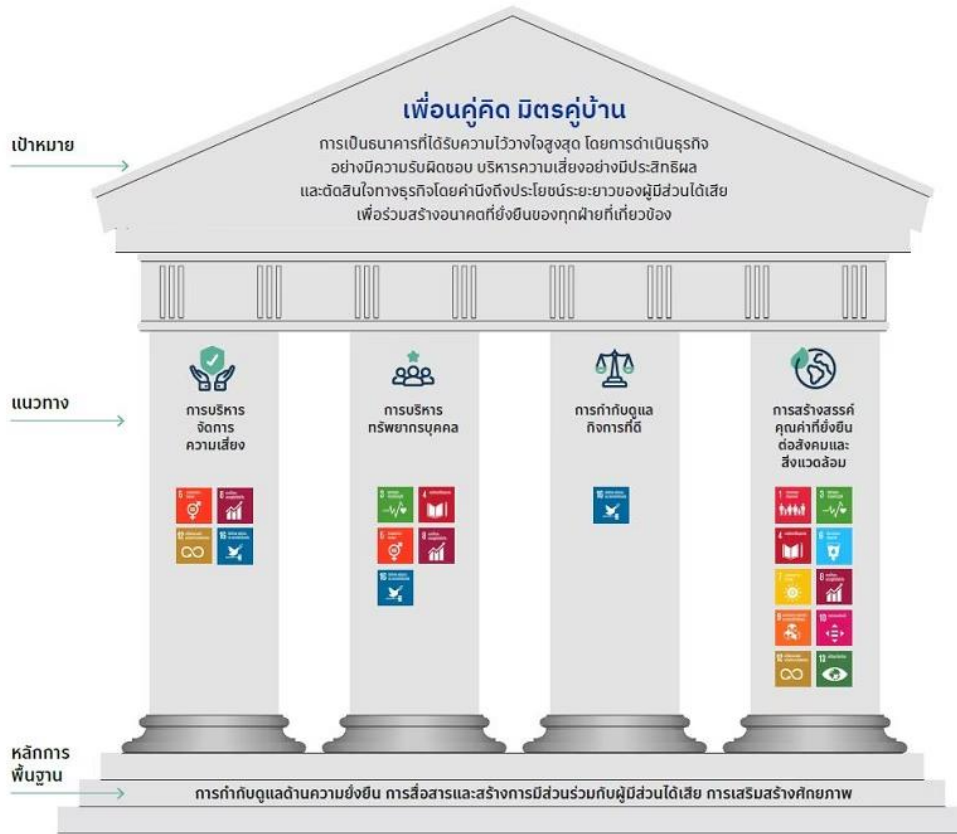 เพื่อนคู่คิด มิตรคู่บ้าน
เป้าหมาย
การเป็นธนาคารที่ได้รับความไว้วางใจสูงสุด โดยการดำเนินธุรกิจ
อย่างมีความรับผิดชอบ บริหารความเสี่ยงอย่างมีประสิทธิผล
และตัดสินใจทางธุรกิจโดยคำนึงถึงประโยชน์ระยะยาวของผู้มีส่วนได้เสีย
เพื่อร่วมสร้างอนาคตที่ยั่งยืนของทุกฝ่ายที่เกี่ยวข้อง
แนวทาง
การบริหาร
จัดการ
ความเสี่ยง
5
8
12
16
การบริหาร
ทรัพยากรบุคคล
3
4
5
8
16
การกำกับดูแล
กิจการที่ดี
16
การสร้างสรรค์
คุณค่าที่ยั่งยืน
ต่อสังคมและ
สิ่งแวดล้อม
1
3
4
6
7
8
9
10
12
13
หลักการ
พื้นฐาน
การกำกับดูแลด้านความยั่งยืน การสื่อสารและสร้างการมีส่วนร่วมกับผู้มีส่วนได้เสีย การเสริมสร้างศักยภาพ